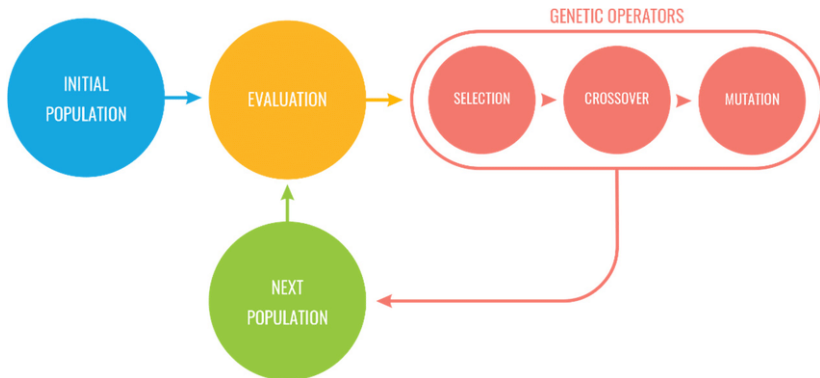 GENETIC OPERATORS
INITIAL
POPULATION
EVALUATION
SELECTION
CROSSOVER
MUTATION
NEXT
POPULATION